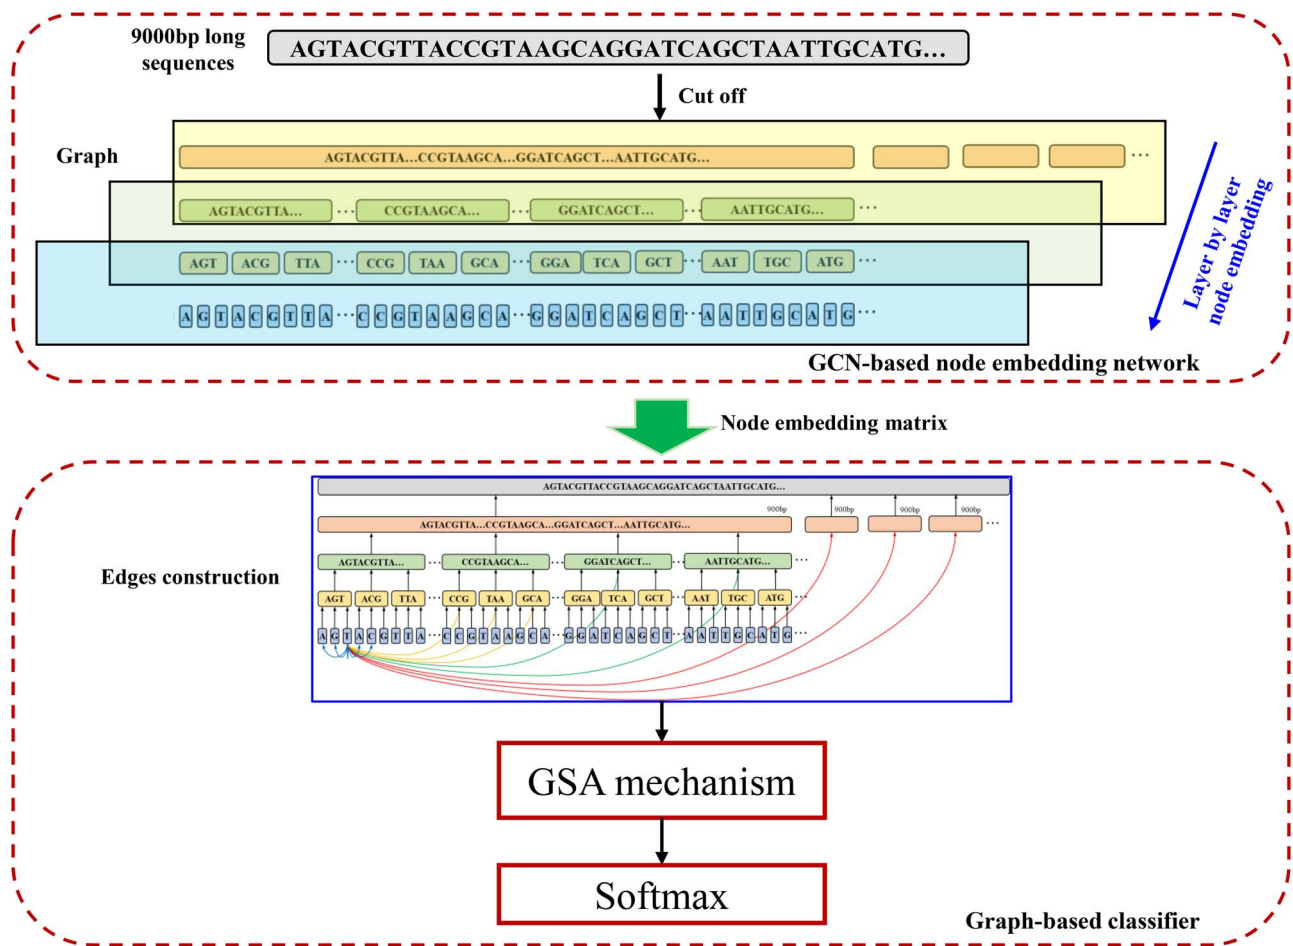 9000bp long
sequences
AGTACGTTACCGTAAGCAGGATCAGCTAATTGCATG...
Cut off
Graph
AGTACGTTA...CCGTAAGCA...GGATCAGCT...AATTGCATG...
...
AGTACGTTA... ... CCGTAAGCA... ... GGATCAGCT... ... AATTGCATG... ...
AGT ACG TTA ... CCG TAA GCA ... GGA TCA GCT ... AAT TGC ATG ...
A G T A C G T T A ... C C G T A A G C A ... G G A T C A G C T ... A A T T G C A T G ...
Layer by layer
node embedding
GCN-based node embedding network
Node embedding matrix
AGTACGTTACCGTAAGCAGGATCAGCTAATTGCATG...
900bp 900bp 900bp 900bp
AGTACGTTA...CCGTAAGCA...GGATCAGCT...AATTGCATG...
...
AGTACGTTA... ... CCGTAAGCA... ... GGATCAGCT... ... AATTGCATG... ...
Edges construction
AGT ACG TTA ... CCG TAA GCA ... GGA TCA GCT ... AAT TGC ATG ...
A G T A C G T T A ... C C G T A A G C A ... G G A T C A G C T ... A A T T G C A T G ...
GSA mechanism
Softmax
Graph-based classifier